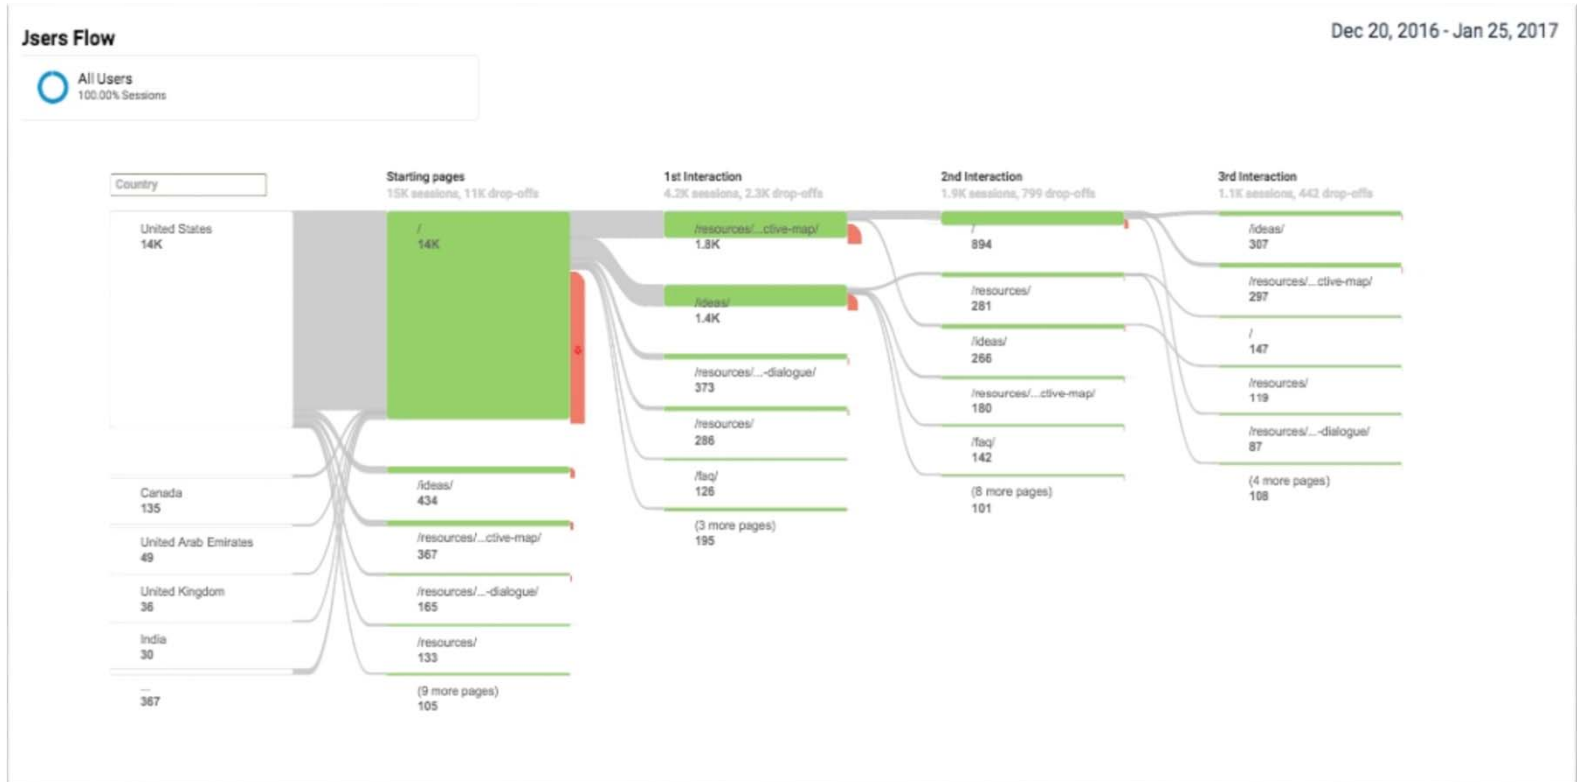 Jsers Flow
Dec 20, 2016 - Jan 25, 2017
All Users
100.00% Sessions
Country
United States
14K
Canada
135
United Arab Emirates
49
United Kingdom
36
India
30
...
367
Starting pages
15K sessions, 11K drop-offs
/
14K
/ideas/
434
/resources/...ctive-map/
367
/resources/...-dialogue/
165
/resources/
133
(9 more pages)
105
1st Interaction
4.2K sessions, 2.3K drop-offs
/resources/...ctive-map/
1.8K
/ideas/
1.4K
/resources/...-dialogue/
373
/resources/
286
/faq/
126
(3 more pages)
195
2nd Interaction
1.9K sessions, 799 drop-offs
/
894
/resources/
281
/ideas/
266
/resources/...ctive-map/
180
/faq/
142
(8 more pages)
101
3rd Interaction
1.1K sessions, 442 drop-offs
/ideas/
307
/resources/...ctive-map/
297
/
147
/resources/
119
/resources/...-dialogue/
87
(4 more pages)
108